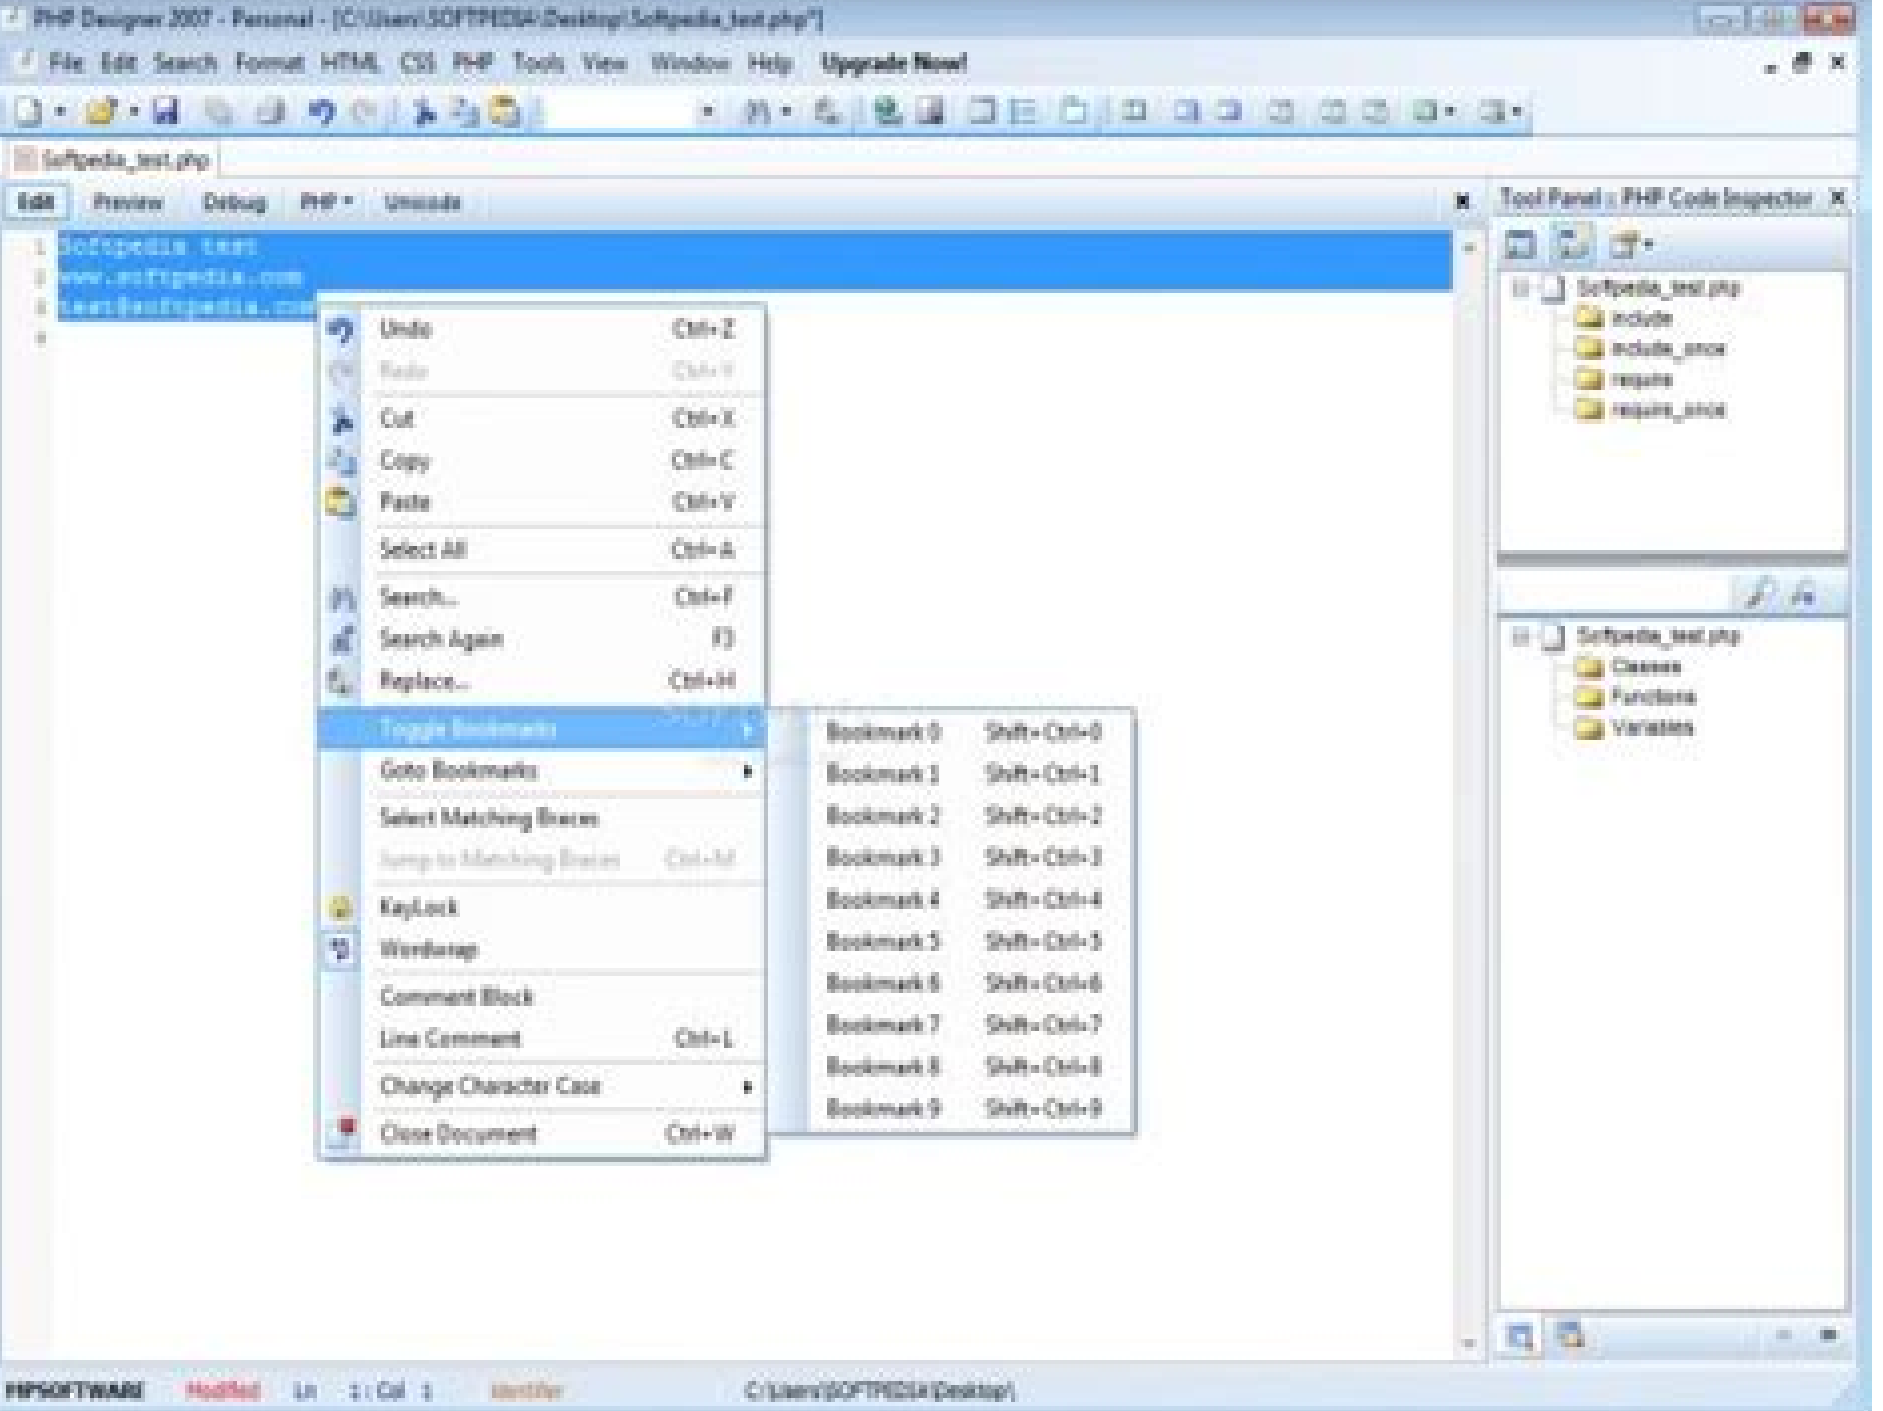 PHP Designer 2007 - Personal - [C:\Users\SOFTPEDIA\Desktop\Softpedia_test.php*]
File Edit Search Format HTML CSS PHP Tools View Window Help Upgrade Now!
Softpedia_test.php
Edit Preview Debug PHP Unicode
Tool Panel : PHP Code Inspector
1 Softpedia test
2 www.softpedia.com
3 test@softpedia.com
4
Softpedia_test.php
include
include_once
require
require_once
Undo Ctrl+Z
Redo Ctrl+Y
Cut Ctrl+X
Copy Ctrl+C
Paste Ctrl+V
Select All Ctrl+A
Search... Ctrl+F
Search Again F3
Replace... Ctrl+H
Toggle Bookmarks
Goto Bookmarks
Select Matching Braces
Jump to Matching Braces Ctrl+M
KeyLock
Wordwrap
Comment Block
Line Comment Ctrl+L
Change Character Case
Close Document Ctrl+W
Bookmark 0 Shift+Ctrl+0
Bookmark 1 Shift+Ctrl+1
Bookmark 2 Shift+Ctrl+2
Bookmark 3 Shift+Ctrl+3
Bookmark 4 Shift+Ctrl+4
Bookmark 5 Shift+Ctrl+5
Bookmark 6 Shift+Ctrl+6
Bookmark 7 Shift+Ctrl+7
Bookmark 8 Shift+Ctrl+8
Bookmark 9 Shift+Ctrl+9
Softpedia_test.php
Classes
Functions
Variables
MPSOFTWARE Modified Ln 1 : Col 1 Identifier C:\Users\SOFTPEDIA\Desktop\